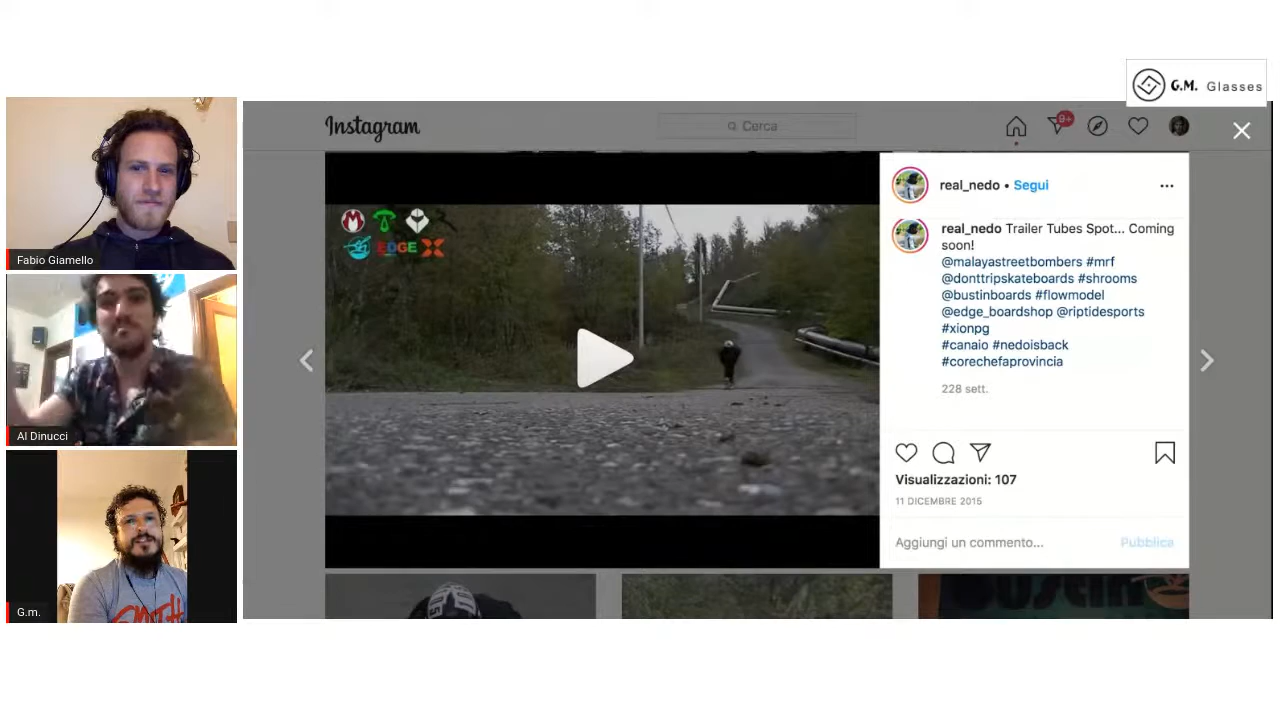 G.M. Glasses
Instagram
Cerca
9+
real_nedo • Segui
real_nedo Trailer Tubes Spot... Coming
soon!
@malayastreetbombers #mrf
@donttripskateboards #shrooms
@bustinboards #flowmodel
@edge_boardshop @riptidesports
#xionpg
#canaio #nedoisback
#corechefaprovincia
228 sett.
Visualizzazioni: 107
11 DICEMBRE 2015
Aggiungi un commento...
Pubblica
EDGE
Fabio Giamello
Al Dinucci
G.m.